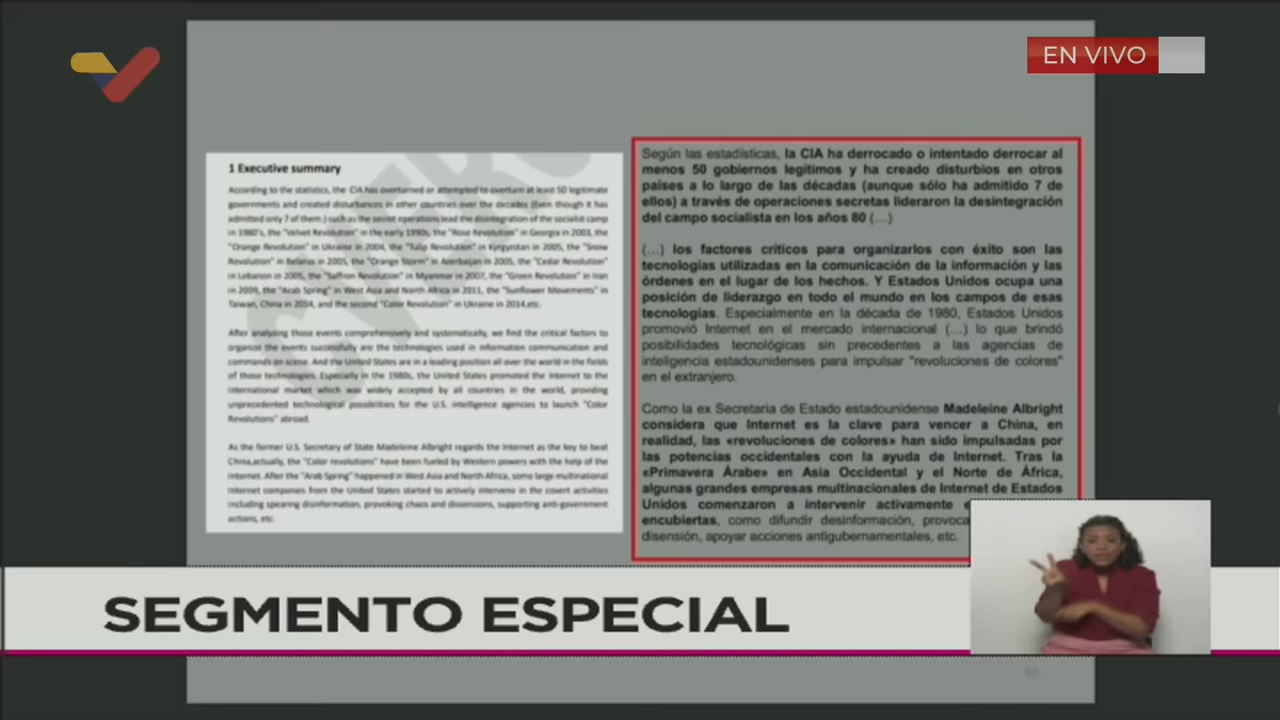 EN VIVO
1 Executive summary
According to the statistics, the CIA has overturned or attempted to overturn at least 50 legitimate
governments and created disturbances in other countries over the decades (Even though it has
admitted only 7 of them.) such as the secret operations lead the disintegration of the socialist camp
in 1980's, the "Velvet Revolution" in the early 1990s, the "Rose Revolution" in Georgia in 2003, the
"Orange Revolution" in Ukraine in 2004, the "Tulip Revolution" in Kyrgyzstan in 2005, the "Snow
Revolution" in Belarus in 2005, the "Orange Storm" in Azerbaijan in 2005, the "Cedar Revolution"
in Lebanon in 2005, the "Saffron Revolution" in Myanmar in 2007, the "Green Revolution" in Iran
in 2009, the "Arab Spring" in West Asia and North Africa in 2011, the "Sunflower Movements" in
Taiwan, China in 2014, and the second "Color Revolution" in Ukraine in 2014,etc.
After analyzing those events comprehensively and systematically, we find the critical factors to
organize the events successfully are the technologies used in information communication and
commands on scene. And the United States are in a leading position all over the world in the fields
of those technologies. Especially in the 1980s, the United States promoted the Internet to the
international market which was widely accepted by all countries in the world, providing
unprecedented technological possibilities for the U.S. intelligence agencies to launch "Color
Revolutions" abroad.
As the former U.S. Secretary of State Madeleine Albright regards the Internet as the key to beat
China,actually, the "Color revolutions" have been fueled by Western powers with the help of the
Internet. After the "Arab Spring" happened in West Asia and North Africa, some large multinational
Internet companies from the United States started to actively intervene in the covert activities
including spearing disinformation, provoking chaos and dissensions, supporting anti-government
actions, etc.
Según las estadísticas, la CIA ha derrocado o intentado derrocar al
menos 50 gobiernos legítimos y ha creado disturbios en otros
países a lo largo de las décadas (aunque sólo ha admitido 7 de
ellos) a través de operaciones secretas lideraron la desintegración
del campo socialista en los años 80 (...)
(...) los factores críticos para organizarlos con éxito son las
tecnologías utilizadas en la comunicación de la información y las
órdenes en el lugar de los hechos. Y Estados Unidos ocupa una
posición de liderazgo en todo el mundo en los campos de esas
tecnologías. Especialmente en la década de 1980, Estados Unidos
promovió Internet en el mercado internacional (...) lo que brindó
posibilidades tecnológicas sin precedentes a las agencias de
inteligencia estadounidenses para impulsar "revoluciones de colores"
en el extranjero.
Como la ex Secretaria de Estado estadounidense Madeleine Albright
considera que Internet es la clave para vencer a China, en
realidad, las «revoluciones de colores» han sido impulsadas por
las potencias occidentales con la ayuda de Internet. Tras la
«Primavera Árabe» en Asia Occidental y el Norte de África,
algunas grandes empresas multinacionales de Internet de Estados
Unidos comenzaron a intervenir activamente
encubiertas, como difundir desinformación,
disensión, apoyar acciones antigubernamentales, etc.
SEGMENTO ESPECIAL